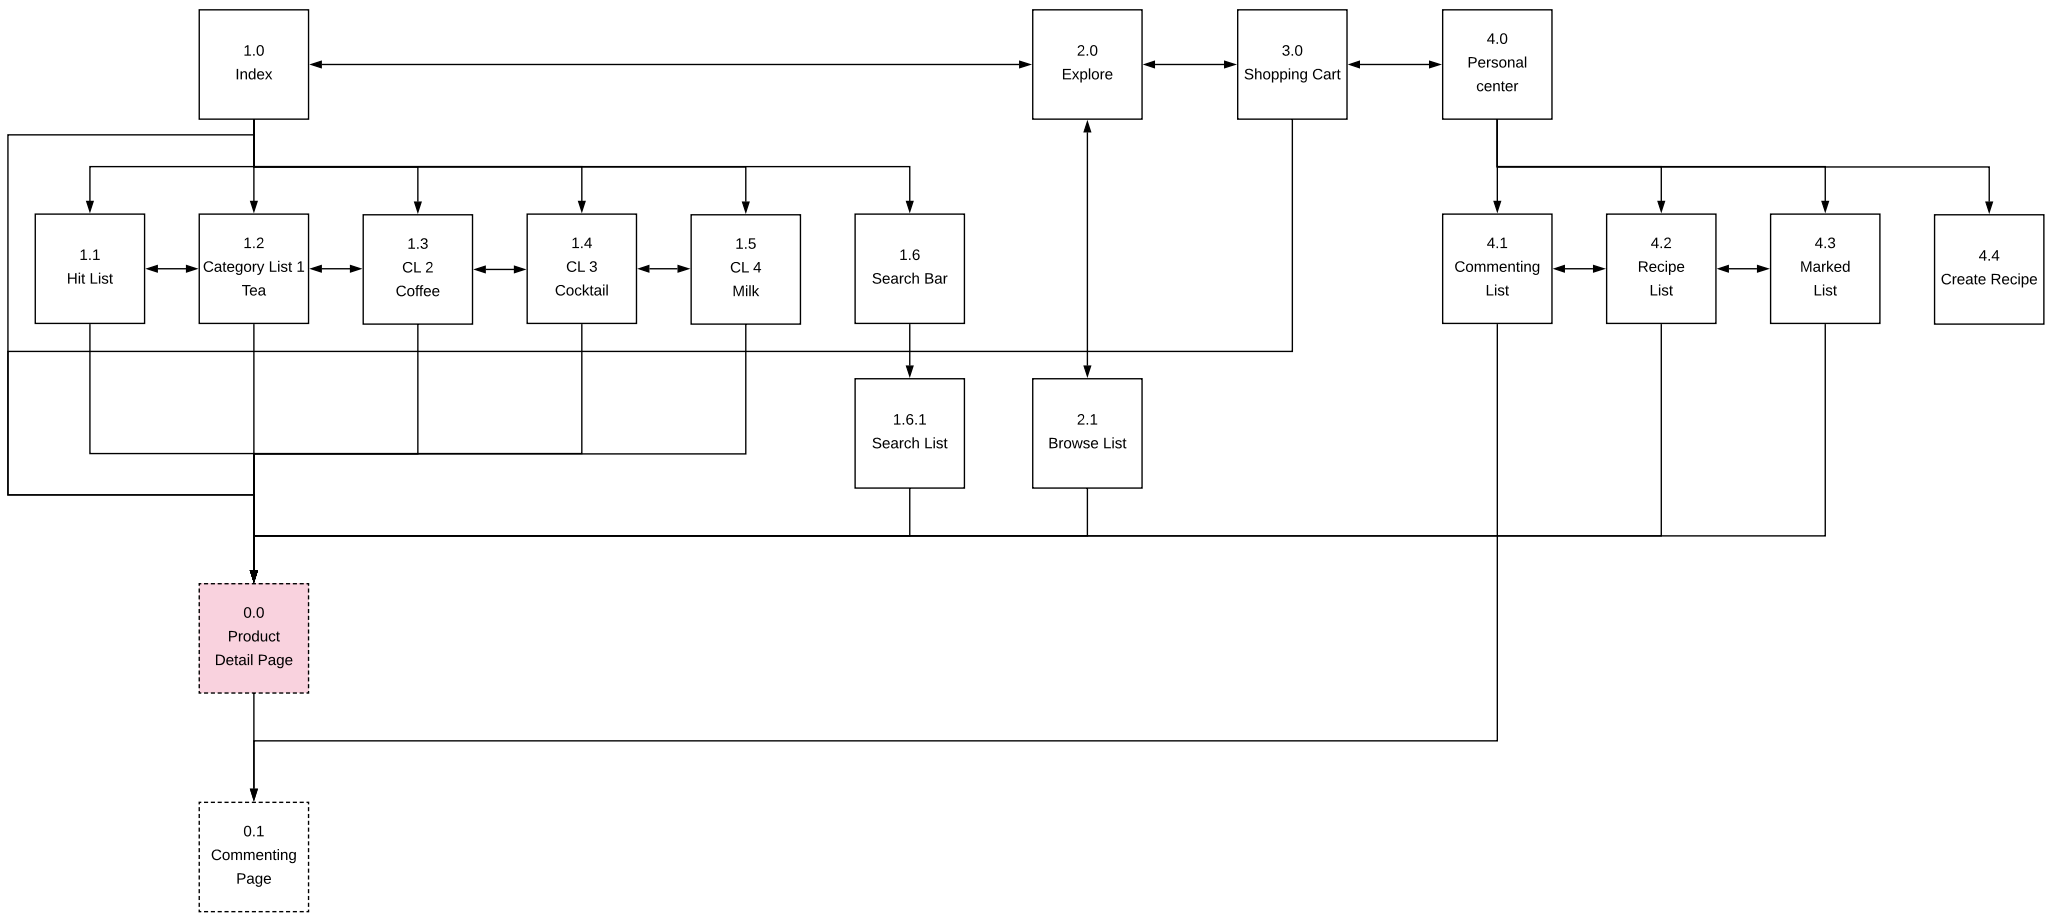 1.0
Index
2.0
Explore
3.0
Shopping Cart
4.0
Personal
center
1.1
Hit List
1.2
Category List 1
Tea
1.3
CL 2
Coffee
1.4
CL 3
Cocktail
1.5
CL 4
Milk
1.6
Search Bar
4.1
Commenting
List
4.2
Recipe
List
4.3
Marked
List
4.4
Create Recipe
1.6.1
Search List
2.1
Browse List
0.0
Product
Detail Page
0.1
Commenting
Page